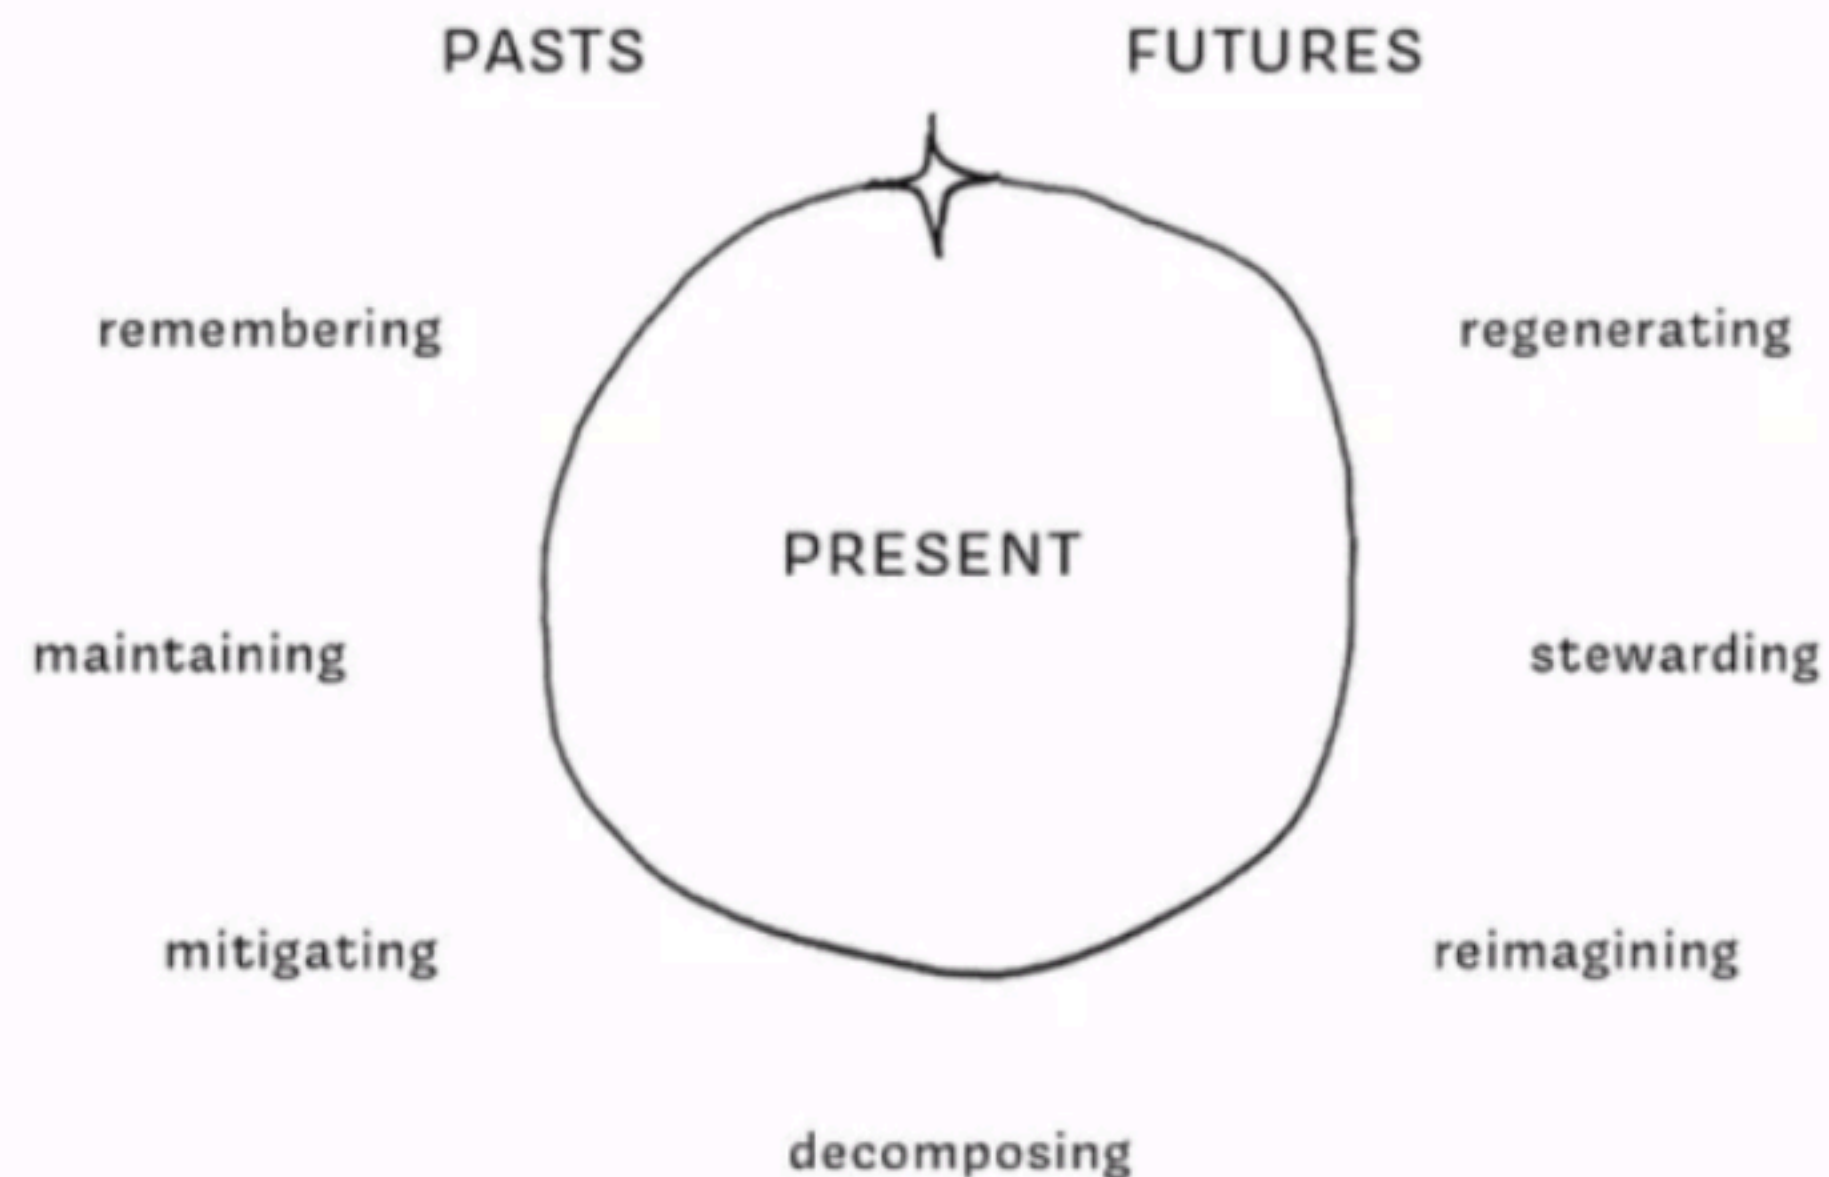 PASTS
FUTURES
remembering
regenerating
PRESENT
maintaining
stewarding
mitigating
reimagining
decomposing